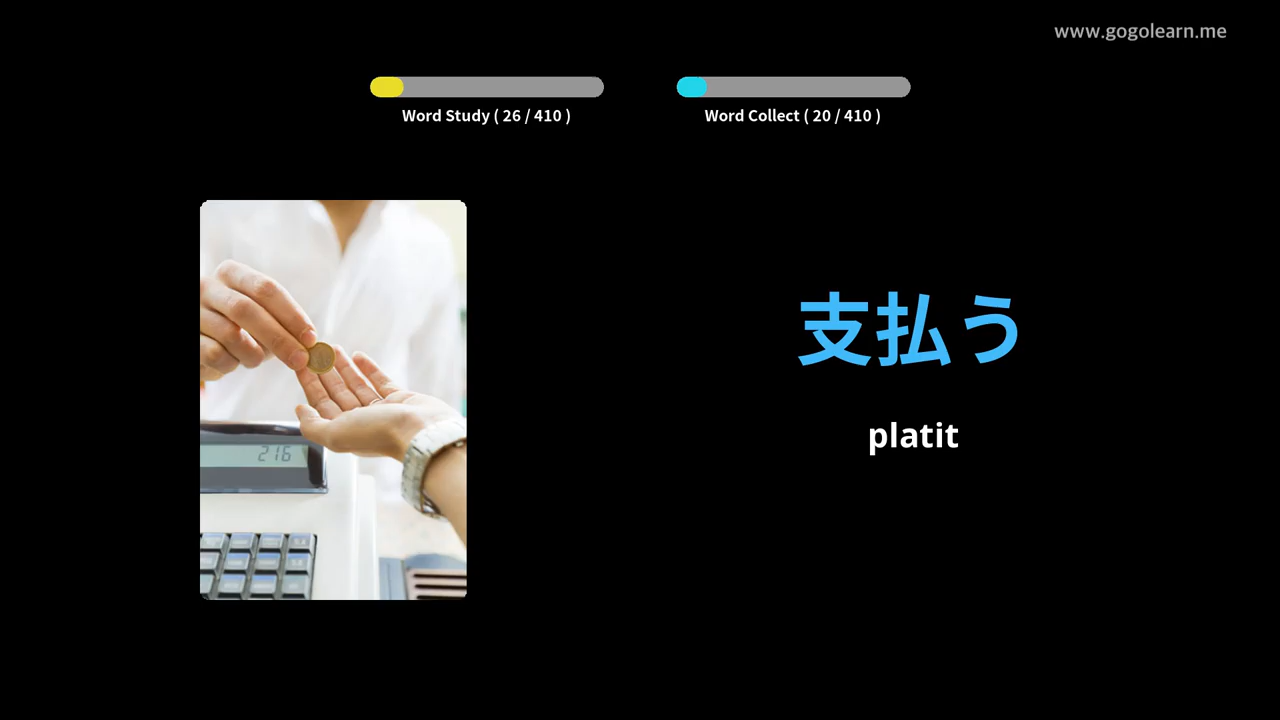 www.gogolearn.me
Word Study ( 26 / 410 )
Word Collect ( 20 / 410 )
216
支払う
platit